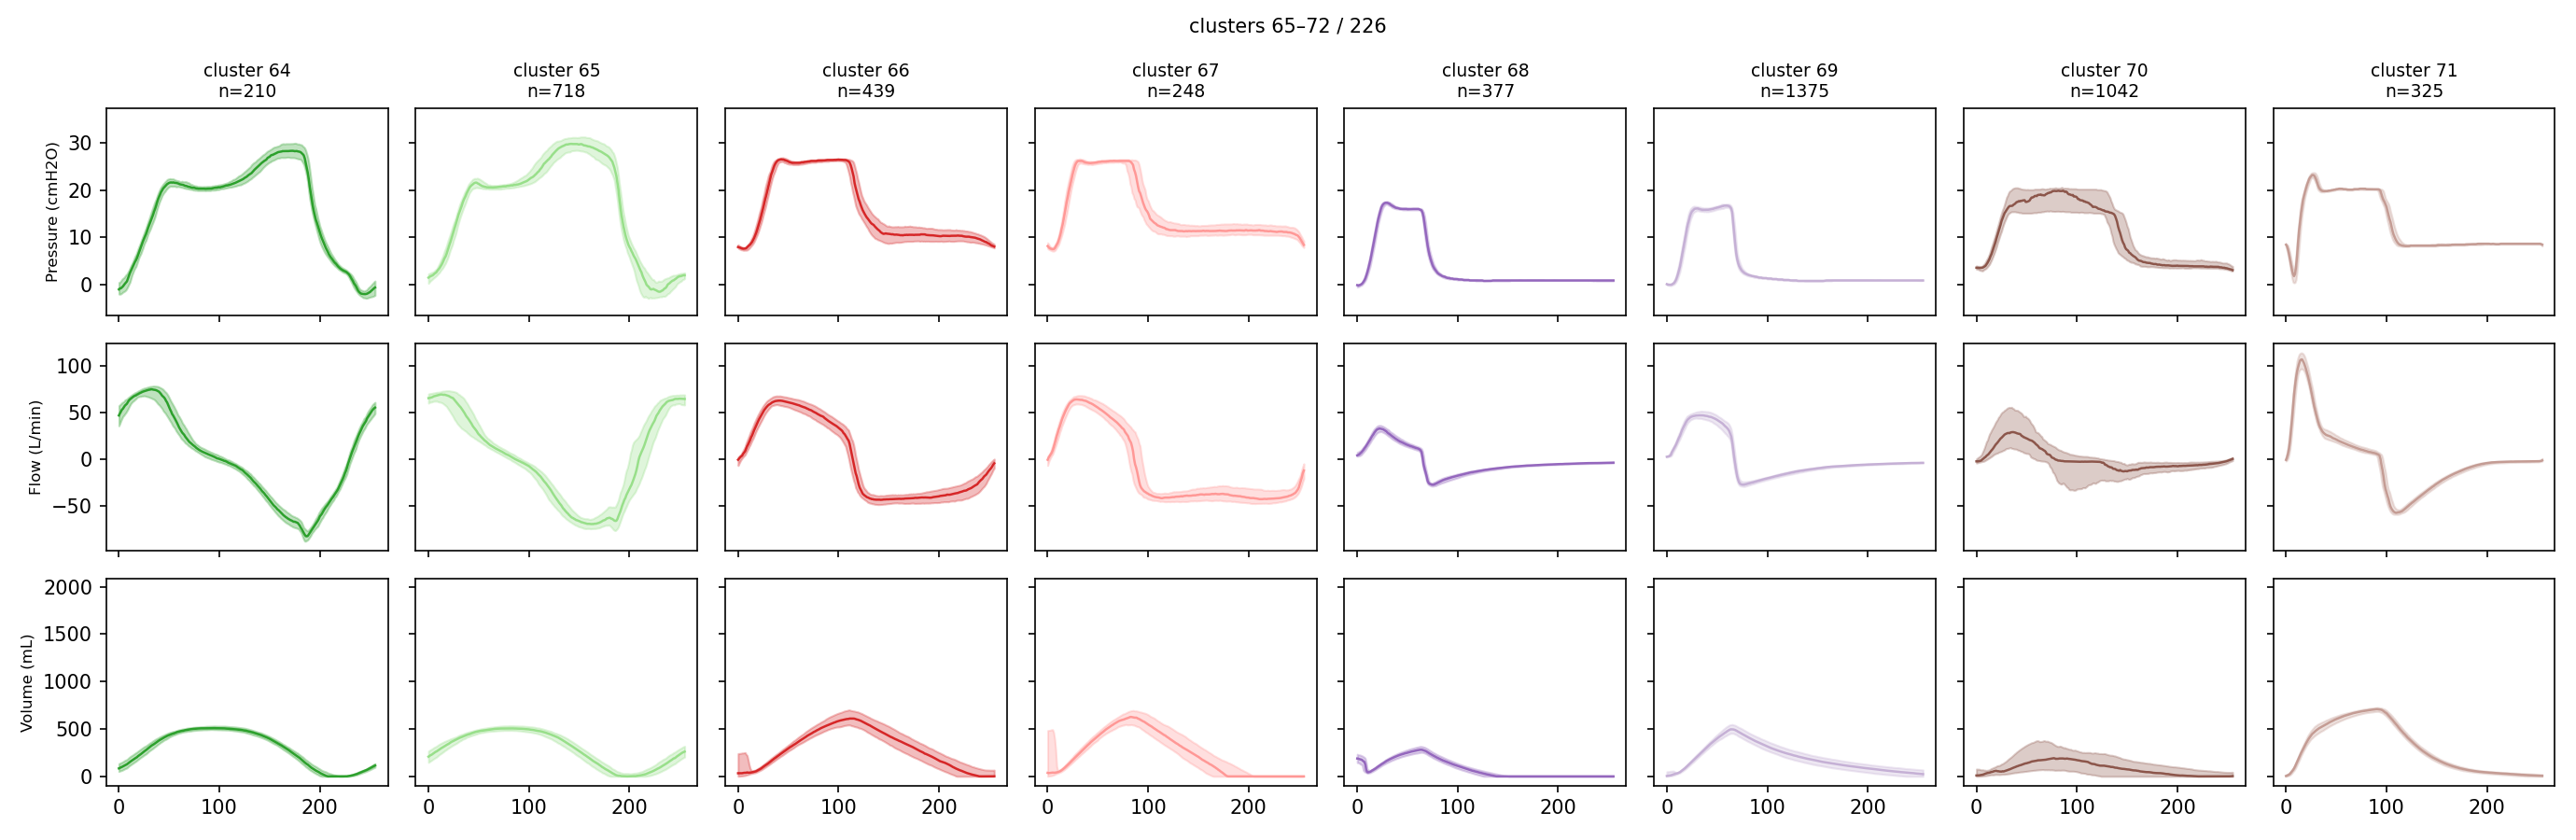 clusters 65–72 / 226
cluster 64
n=210
cluster 65
n=718
cluster 66
n=439
cluster 67
n=248
cluster 68
n=377
cluster 69
n=1375
cluster 70
n=1042
cluster 71
n=325
Pressure (cmH2O)
30
20
10
0
Flow (L/min)
100
50
0
−50
Volume (mL)
2000
1500
1000
500
0
0 100 200
0 100 200
0 100 200
0 100 200
0 100 200
0 100 200
0 100 200
0 100 200